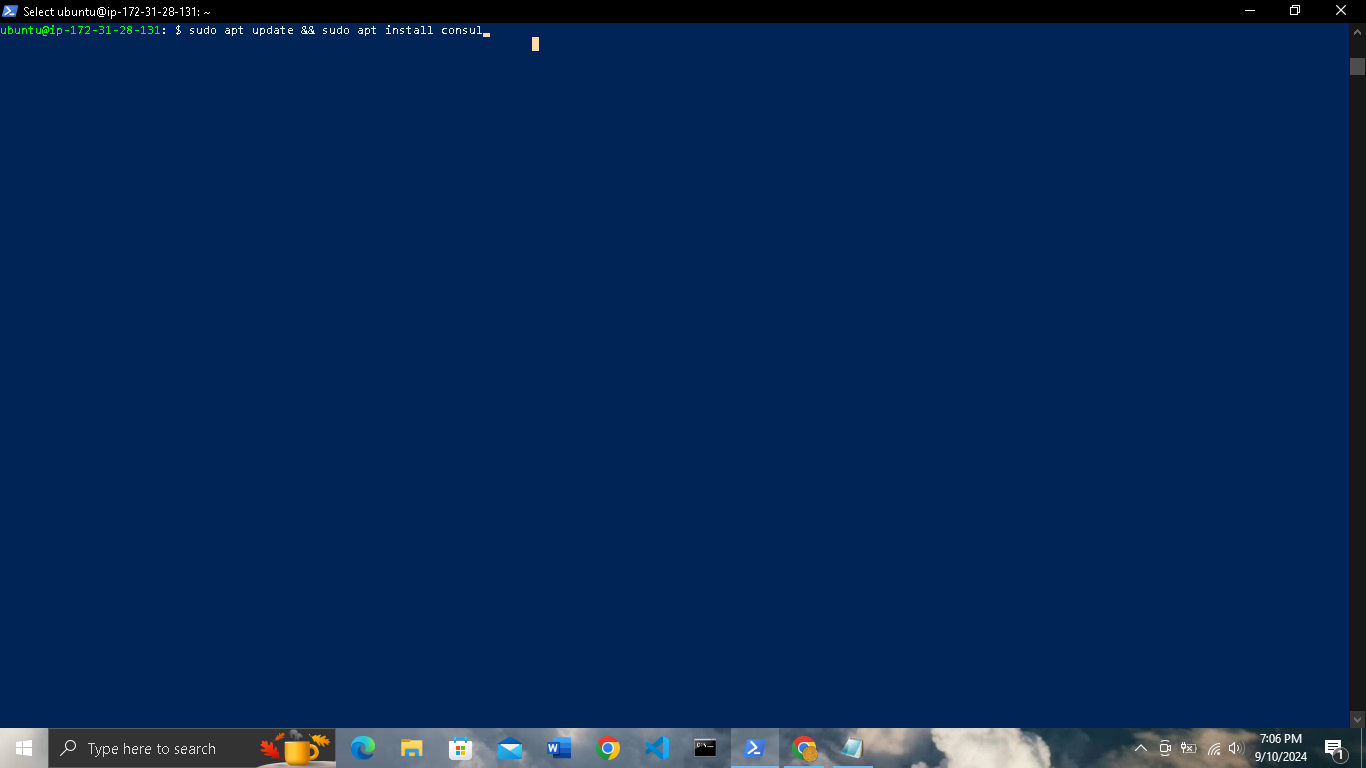 Select ubuntu@ip-172-31-28-131: ~
ubuntu@ip-172-31-28-131:~$ sudo apt update && sudo apt install consul
Type here to search
7:06 PM
9/10/2024
1